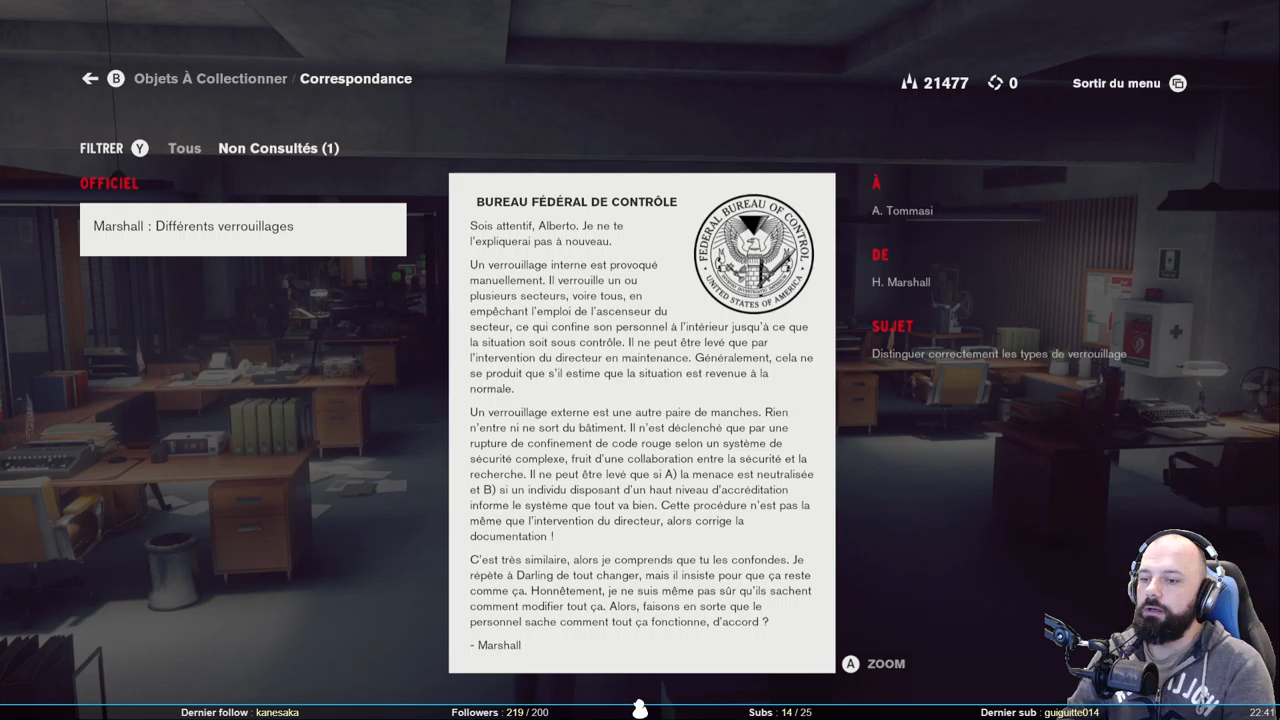 B Objets À Collectionner / Correspondance
21477
0
Sortir du menu
FILTRER Y Tous Non Consultés (1)
OFFICIEL
Marshall : Différents verrouillages
BUREAU FÉDÉRAL DE CONTRÔLE
FEDERAL BUREAU OF CONTROL
UNITED STATES OF AMERICA
Sois attentif, Alberto. Je ne te
l'expliquerai pas à nouveau.
Un verrouillage interne est provoqué
manuellement. Il verrouille un ou
plusieurs secteurs, voire tous, en
empêchant l'emploi de l'ascenseur du
secteur, ce qui confine son personnel à l'intérieur jusqu'à ce que
la situation soit sous contrôle. Il ne peut être levé que par
l'intervention du directeur en maintenance. Généralement, cela ne
se produit que s'il estime que la situation est revenue à la
normale.
Un verrouillage externe est une autre paire de manches. Rien
n'entre ni ne sort du bâtiment. Il n'est déclenché que par une
rupture de confinement de code rouge selon un système de
sécurité complexe, fruit d'une collaboration entre la sécurité et la
recherche. Il ne peut être levé que si A) la menace est neutralisée
et B) si un individu disposant d'un haut niveau d'accréditation
informe le système que tout va bien. Cette procédure n'est pas la
même que l'intervention du directeur, alors corrige la
documentation !
C'est très similaire, alors je comprends que tu les confondes. Je
répète à Darling de tout changer, mais il insiste pour que ça reste
comme ça. Honnêtement, je ne suis même pas sûr qu'ils sachent
comment modifier tout ça. Alors, faisons en sorte que le
personnel sache comment tout ça fonctionne, d'accord ?
- Marshall
À
A. Tommasi
DE
H. Marshall
SUJET
Distinguer correctement les types de verrouillage
A ZOOM
Dernier follow : kanesaka
Followers : 219 / 200
Subs : 14 / 25
Dernier sub : guiguitte014
22:41